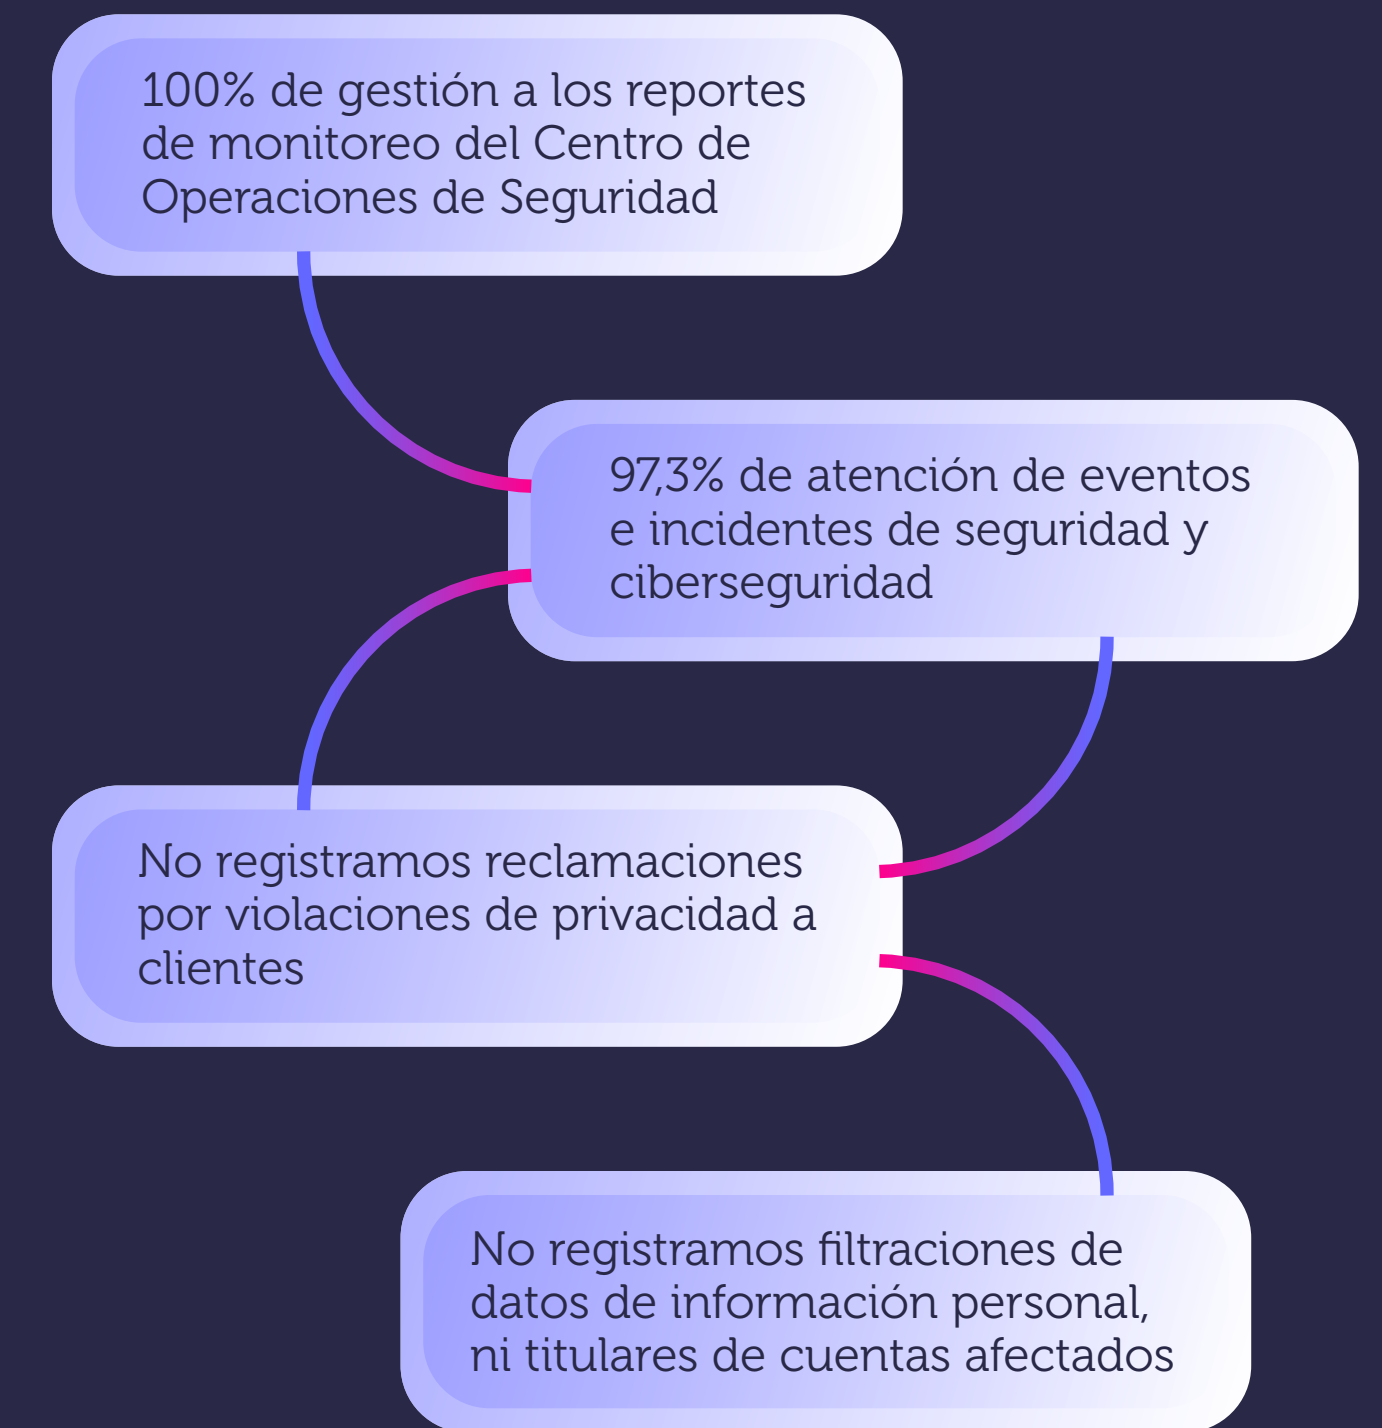 100% de gestión a los reportes
de monitoreo del Centro de
Operaciones de Seguridad
97,3% de atención de eventos
e incidentes de seguridad y
ciberseguridad
No registramos reclamaciones
por violaciones de privacidad a
clientes
No registramos filtraciones de
datos de información personal,
ni titulares de cuentas afectados